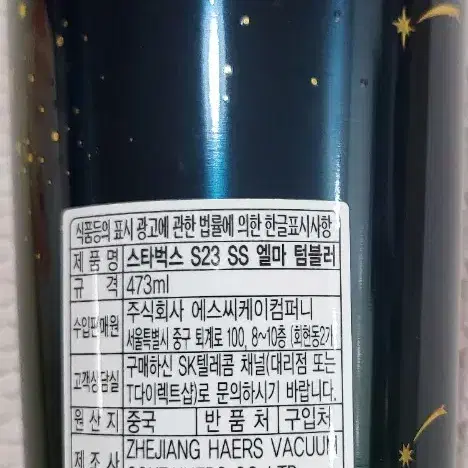 식품등의 표시 광고에 관한 법률에 의한 한글표시사항
제 품 명 스타벅스 S23 SS 엘마 텀블러
규 격 473ml
수입판매원 주식회사 에스씨케이컴퍼니
서울특별시 중구 퇴계로 100, 8~10층 (회현동2가
고객상담실 구매하신 SK텔레콤 채널(대리점 또는
T다이렉트샵)로 문의하시기 바랍니다.
원 산 지 중국 반 품 처 구입처
제 조 사 ZHEJIANG HAERS VACUUM